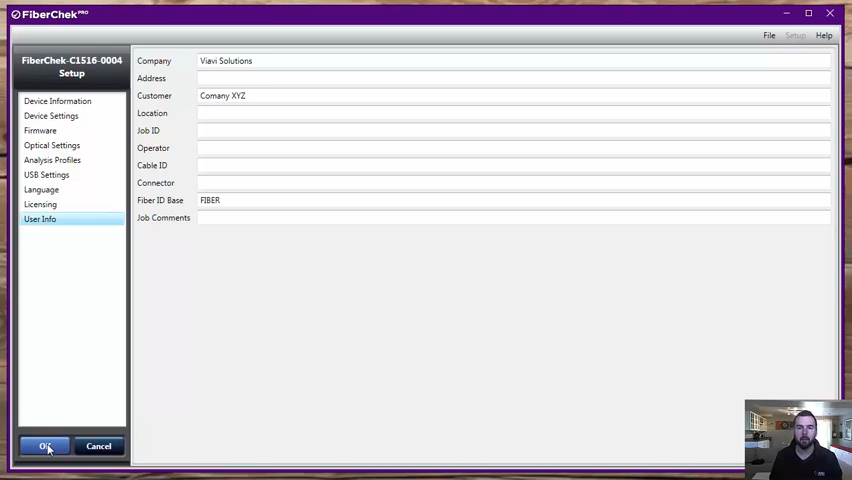 FiberChek PRO
File Setup Help
FiberChek-C1516-0004
Setup
Device Information
Device Settings
Firmware
Optical Settings
Analysis Profiles
USB Settings
Language
Licensing
User Info
Company Viavi Solutions
Address
Customer Comany XYZ
Location
Job ID
Operator
Cable ID
Connector
Fiber ID Base FIBER
Job Comments
OK Cancel